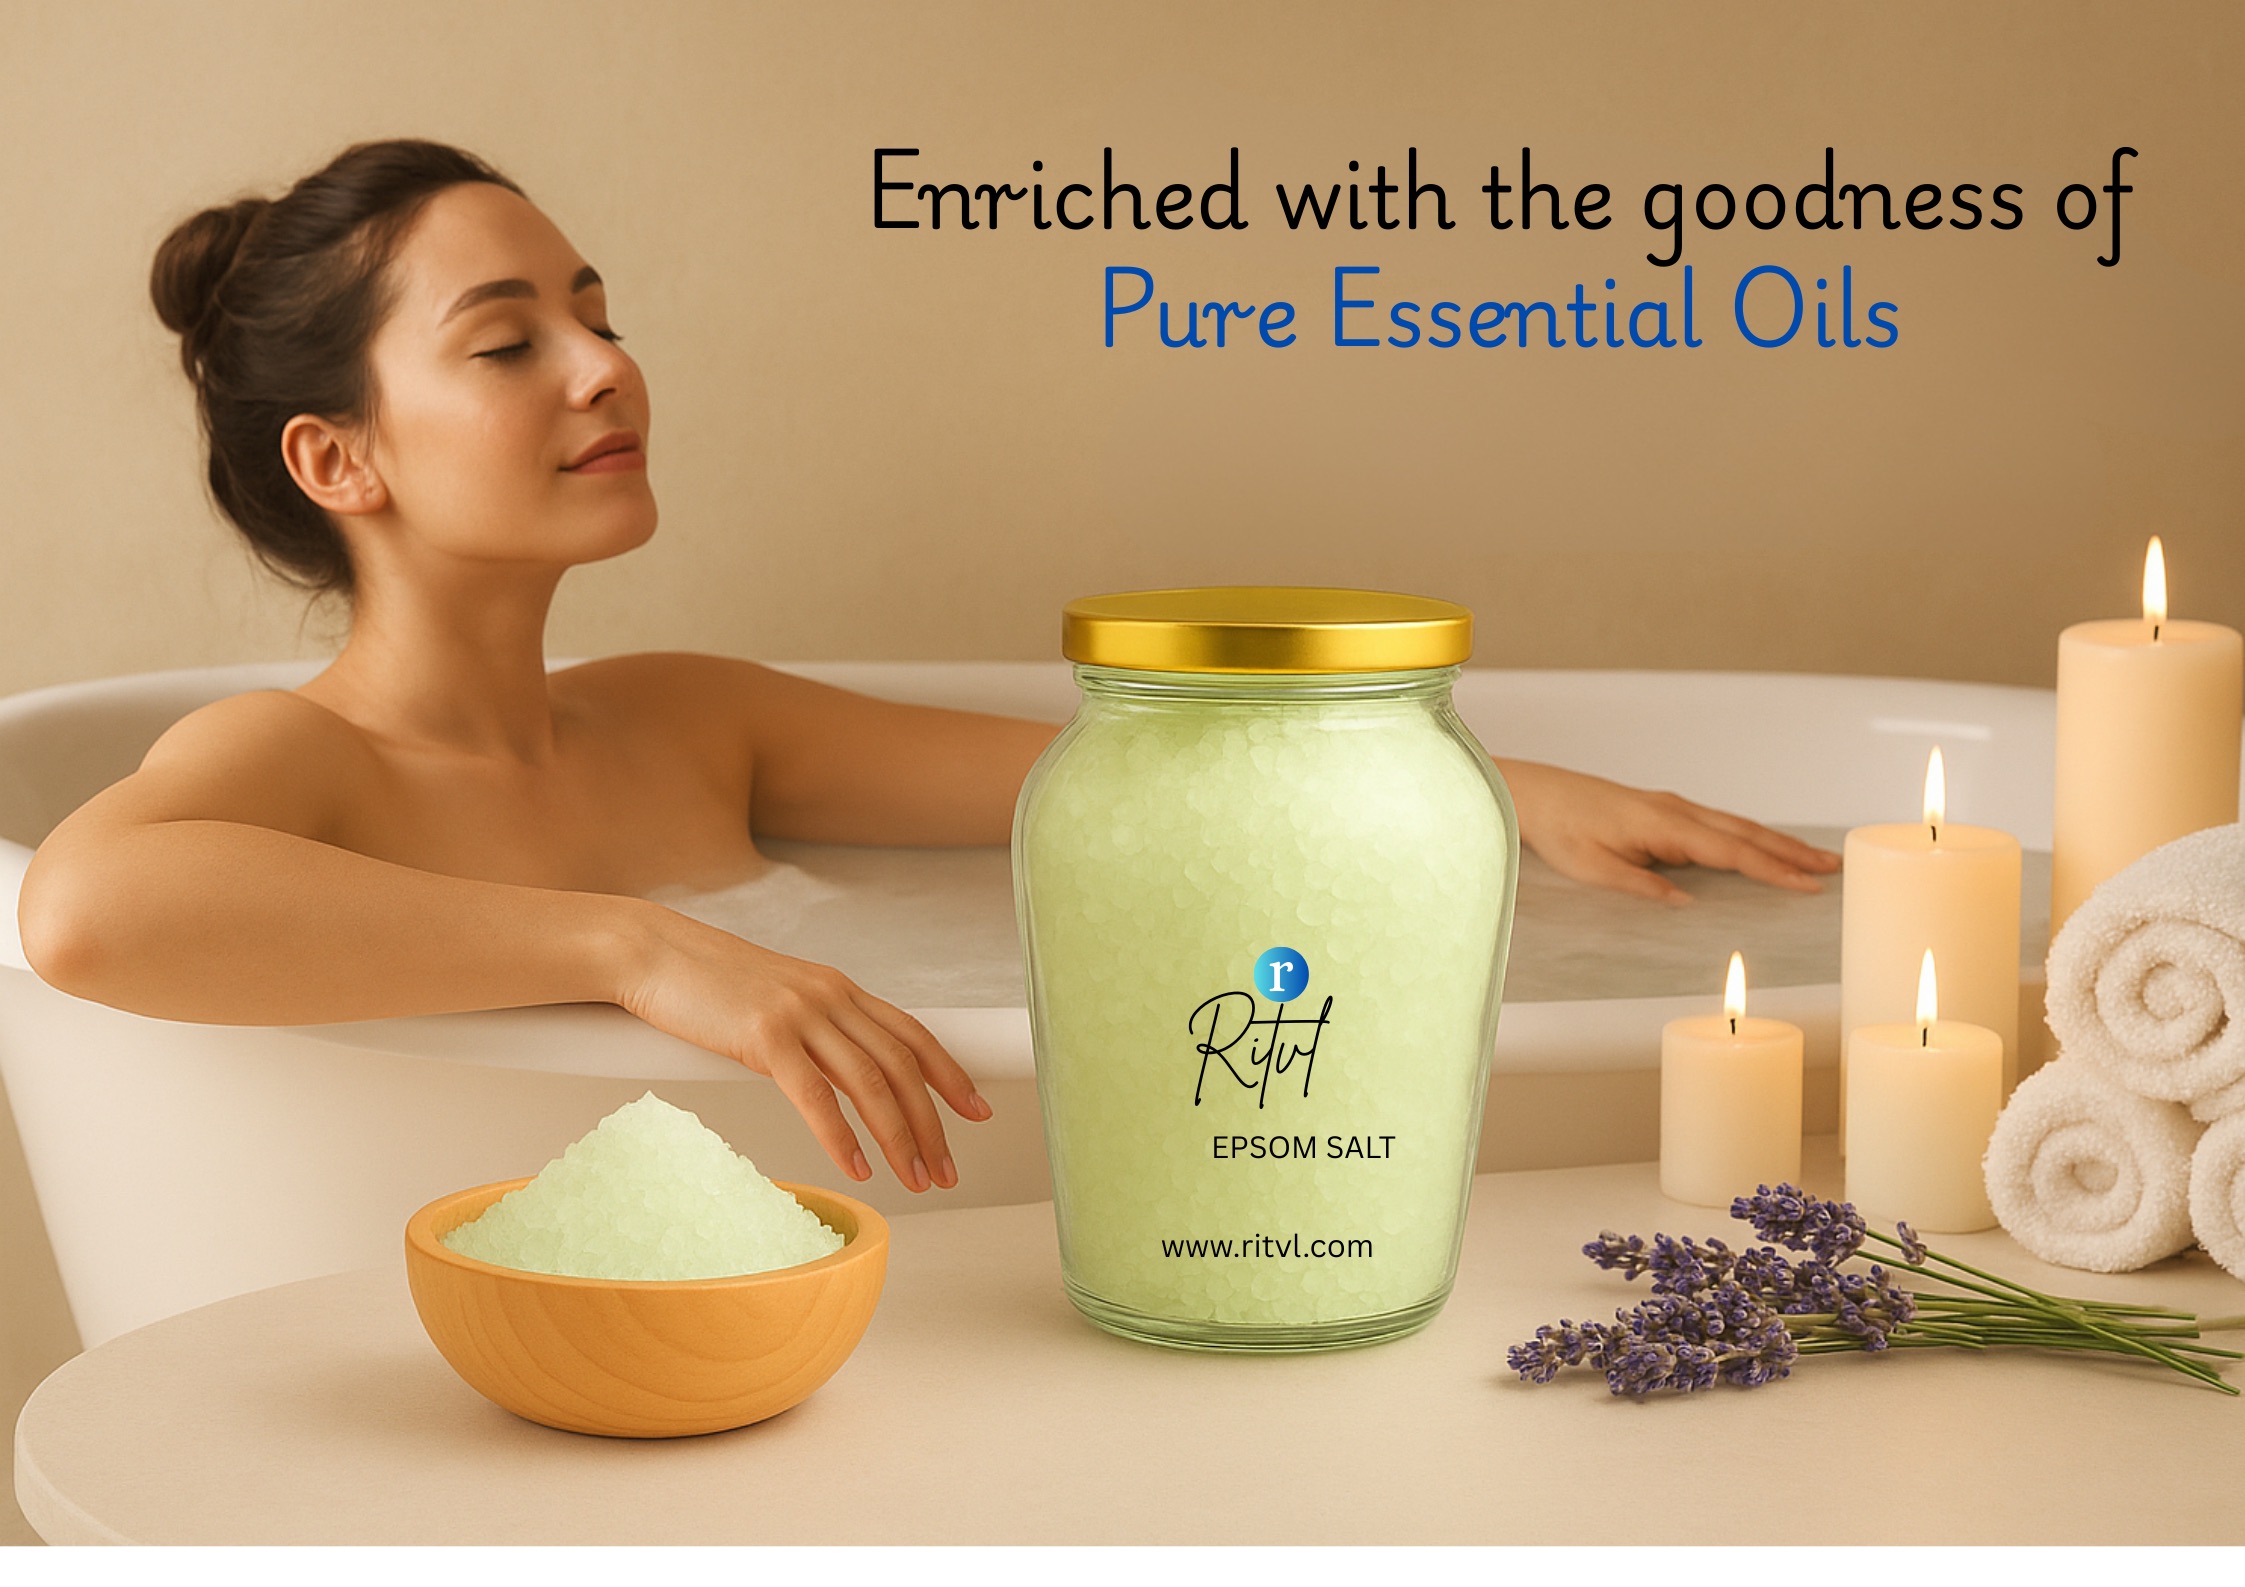 Enriched with the goodness of
Pure Essential Oils
r
Ritvl
EPSOM SALT
www.ritvl.com